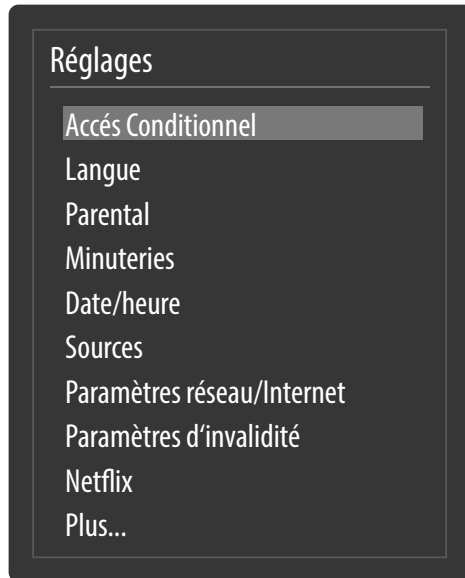 Réglages
Accés Conditionnel
Langue
Parental
Minuteries
Date/heure
Sources
Paramètres réseau/Internet
Paramètres d‘invalidité
Netflix
Plus...